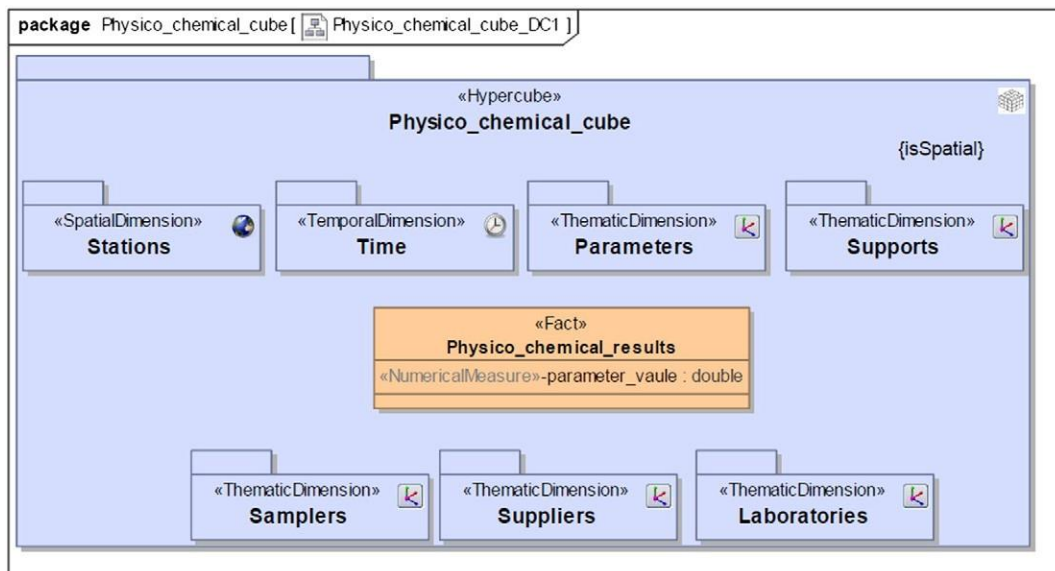 package Physico_chemical_cube [ Physico_chemical_cube_DC1 ]
«Hypercube»
Physico_chemical_cube
{isSpatial}
«SpatialDimension»
Stations
«TemporalDimension»
Time
«ThematicDimension»
Parameters
«ThematicDimension»
Supports
«Fact»
Physico_chemical_results
«NumericalMeasure»-parameter_vaule : double
«ThematicDimension»
Samplers
«ThematicDimension»
Suppliers
«ThematicDimension»
Laboratories